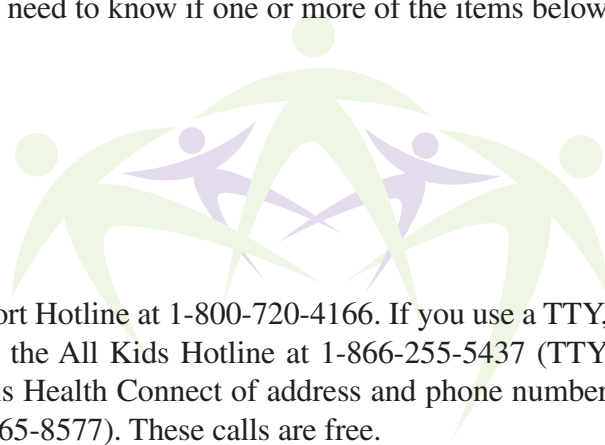 need to know if one or more of the items below
ort Hotline at 1-800-720-4166. If you use a TTY,
the All Kids Hotline at 1-866-255-5437 (TTY
is Health Connect of address and phone number
65-8577). These calls are free.